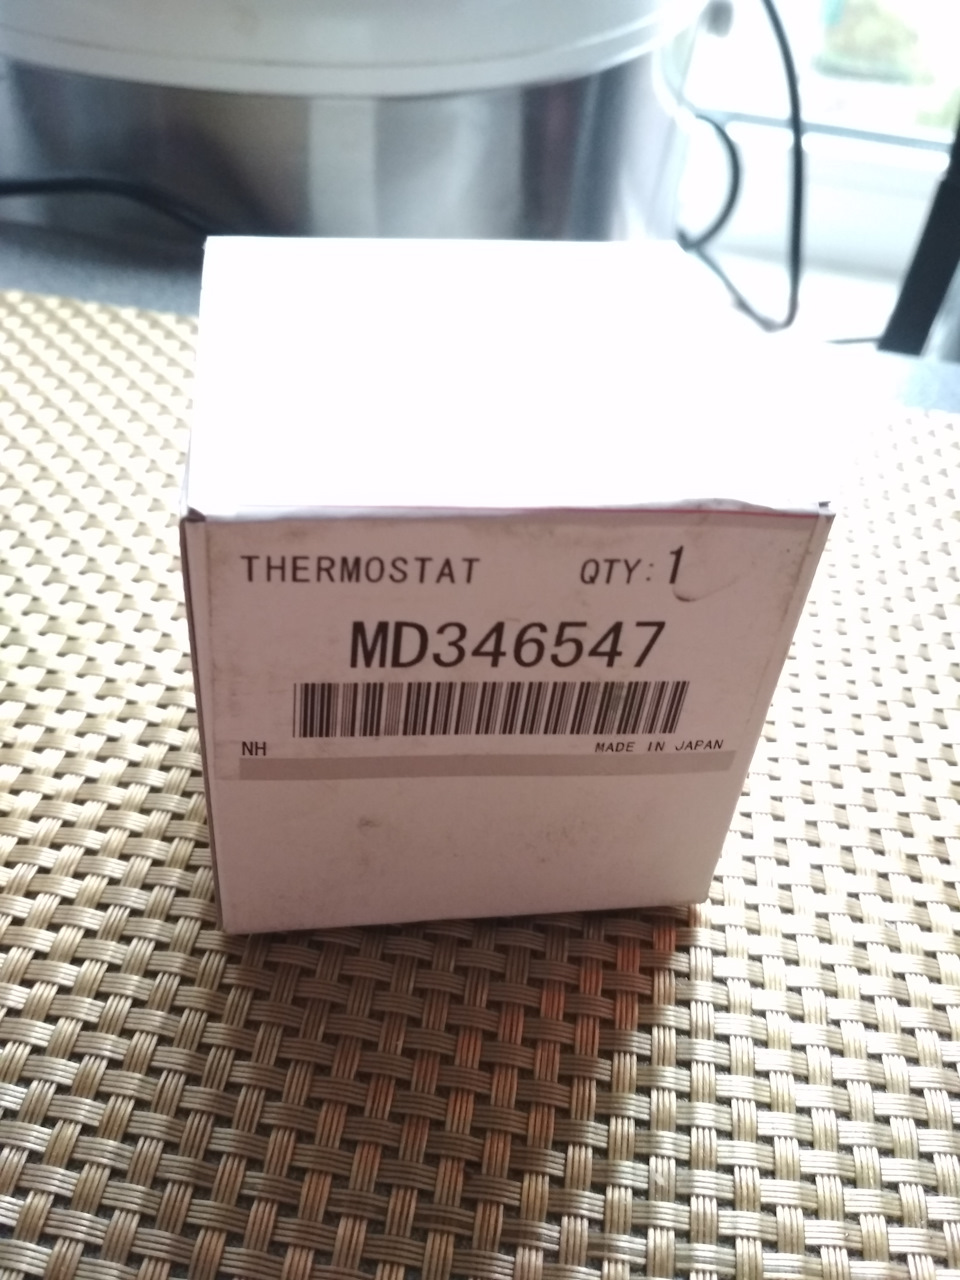 THERMOSTAT QTY: 1
MD346547
NH MADE IN JAPAN